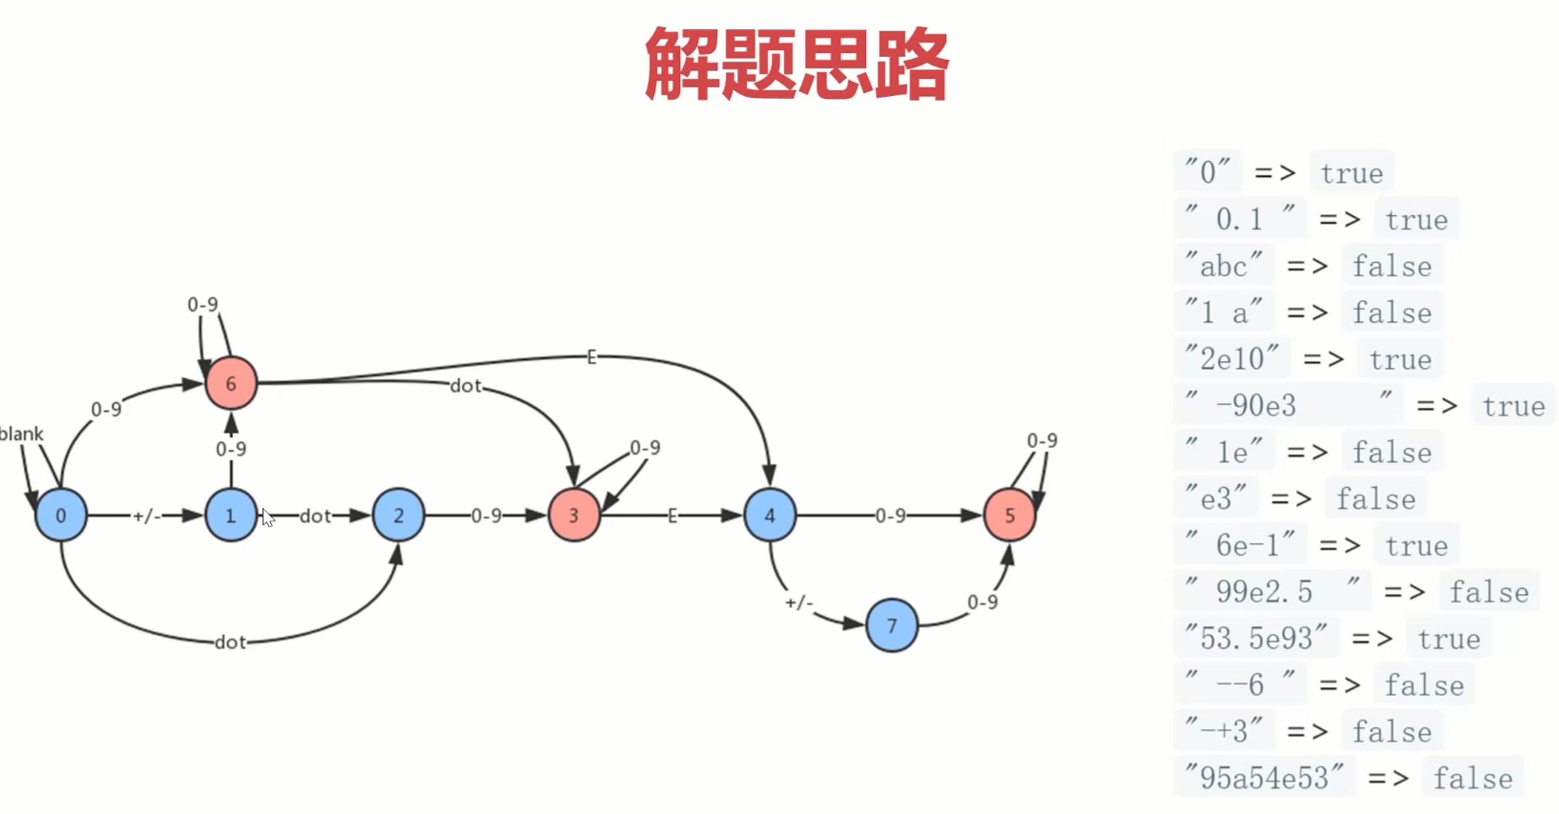 解题思路
"0" => true
" 0.1 " => true
"abc" => false
"1 a" => false
"2e10" => true
" -90e3     " => true
" 1e" => false
"e3" => false
" 6e-1" => true
" 99e2.5  " => false
"53.5e93" => true
" --6 " => false
"-+3" => false
"95a54e53" => false
0-9
E
6
dot
0-9
blank
0-9
0-9
0-9
0
+/-
1
dot
2
0-9
3
E
4
0-9
5
+/-
7
0-9
dot